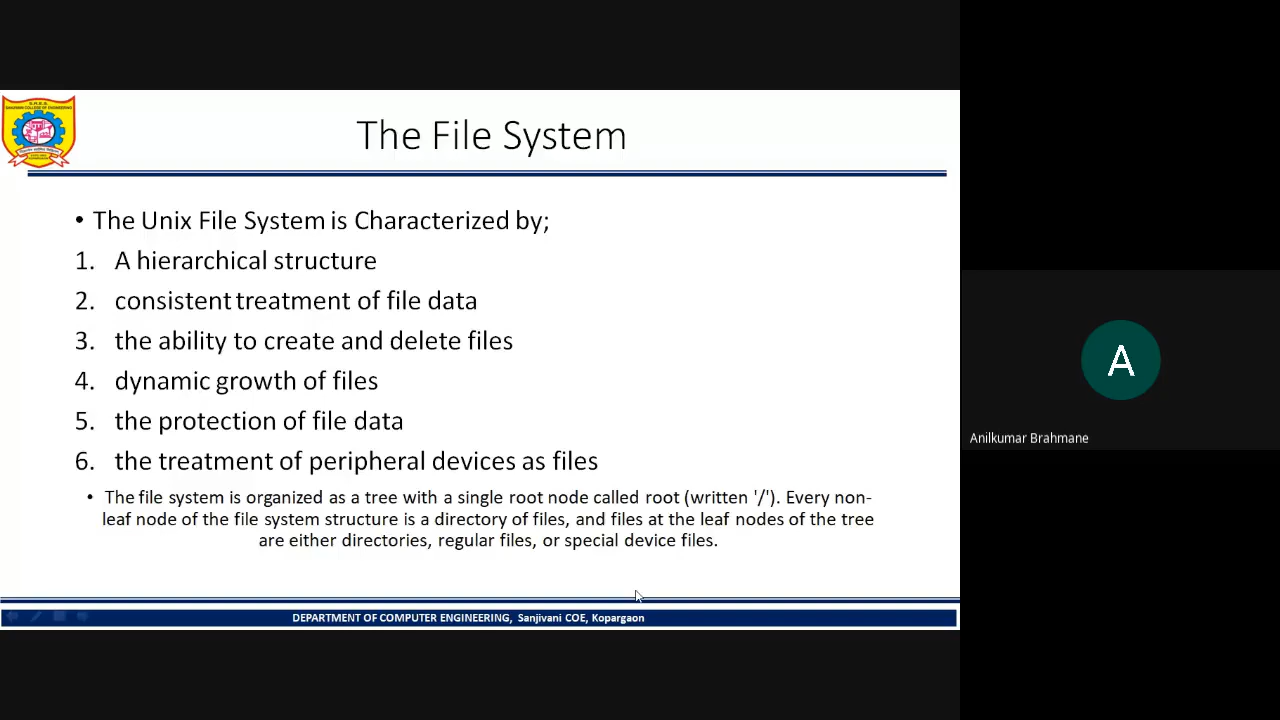 The File System
• The Unix File System is Characterized by;
1. A hierarchical structure
2. consistent treatment of file data
3. the ability to create and delete files
4. dynamic growth of files
5. the protection of file data
6. the treatment of peripheral devices as files
• The file system is organized as a tree with a single root node called root (written '/'). Every non-
leaf node of the file system structure is a directory of files, and files at the leaf nodes of the tree
are either directories, regular files, or special device files.
DEPARTMENT OF COMPUTER ENGINEERING, Sanjivani COE, Kopargaon
A
Anilkumar Brahmane